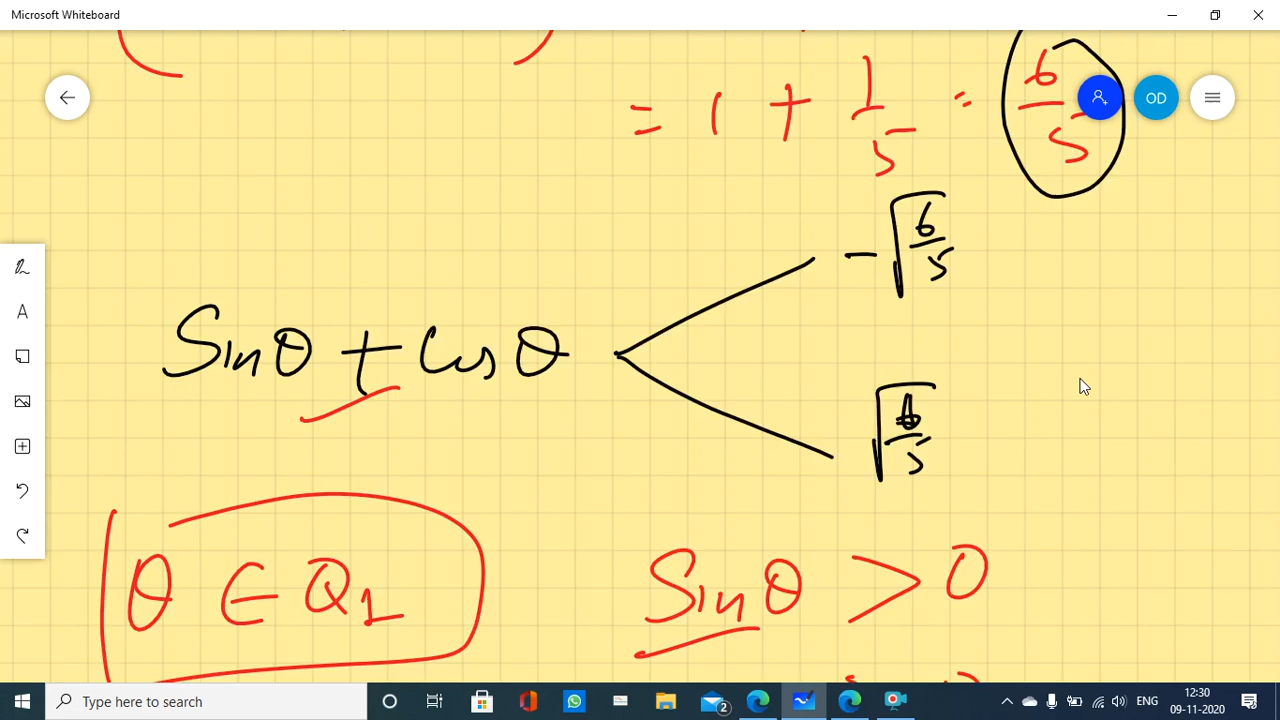 Microsoft Whiteboard
= 1 + 1/5 = 6/5
OD
-√6/5
Sinθ + Cosθ
√6/5
θ ∈ Q1
Sinθ > 0
Type here to search
2
ENG
12:30
09-11-2020